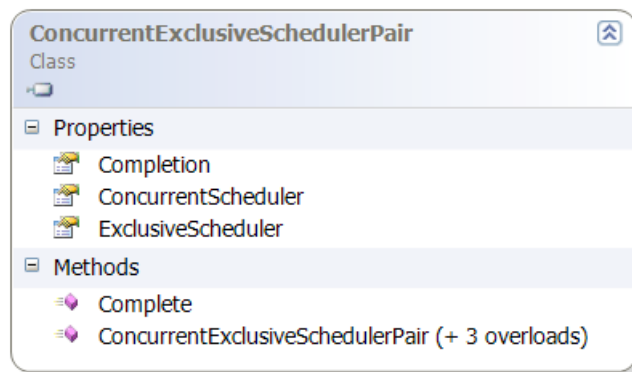 ConcurrentExclusiveSchedulerPair
Class
Properties
Completion
ConcurrentScheduler
ExclusiveScheduler
Methods
Complete
ConcurrentExclusiveSchedulerPair (+ 3 overloads)